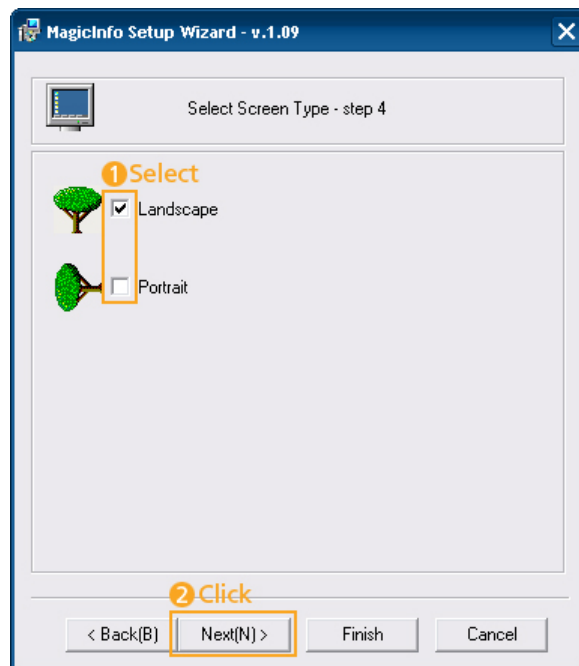 MagicInfo Setup Wizard - v.1.09
Select Screen Type - step 4
1 Select
Landscape
Portrait
2 Click
< Back(B) Next(N) > Finish Cancel